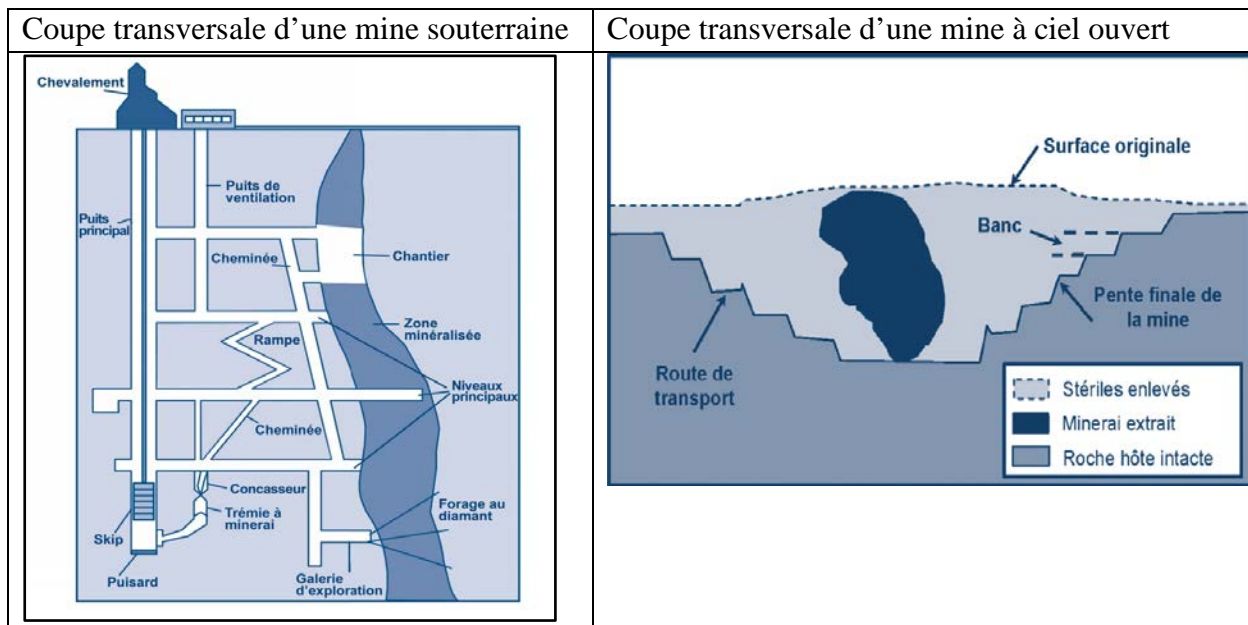 Coupe transversale d’une mine souterraine
Coupe transversale d’une mine à ciel ouvert
Chevalement
Puits de
ventilation
Puits
principal
Cheminée
Chantier
Zone
minéralisée
Rampe
Niveaux
principaux
Cheminée
Concasseur
Trémie à
minerai
Forage au
diamant
Skip
Puisard
Galerie
d’exploration
Surface originale
Banc
Pente finale de
la mine
Route de
transport
Stériles enlevés
Minerai extrait
Roche hôte intacte